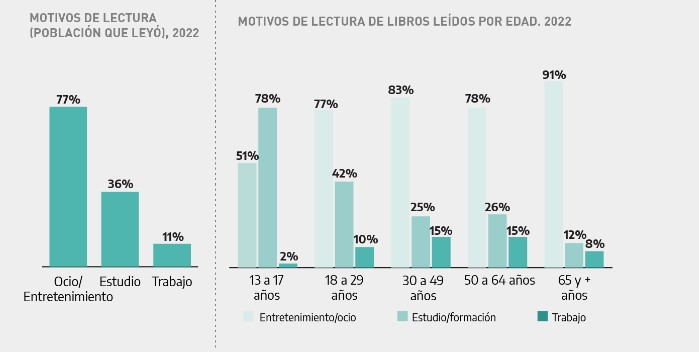 MOTIVOS DE LECTURA
(POBLACIÓN QUE LEYÓ), 2022
77%
36%
11%
Ocio/
Entretenimiento
Estudio
Trabajo
MOTIVOS DE LECTURA DE LIBROS LEÍDOS POR EDAD. 2022
51%
78%
2%
77%
42%
10%
83%
25%
15%
78%
26%
15%
91%
12%
8%
13 a 17
años
18 a 29
años
30 a 49
años
50 a 64 años
65 y +
años
Entretenimiento/ocio
Estudio/formación
Trabajo